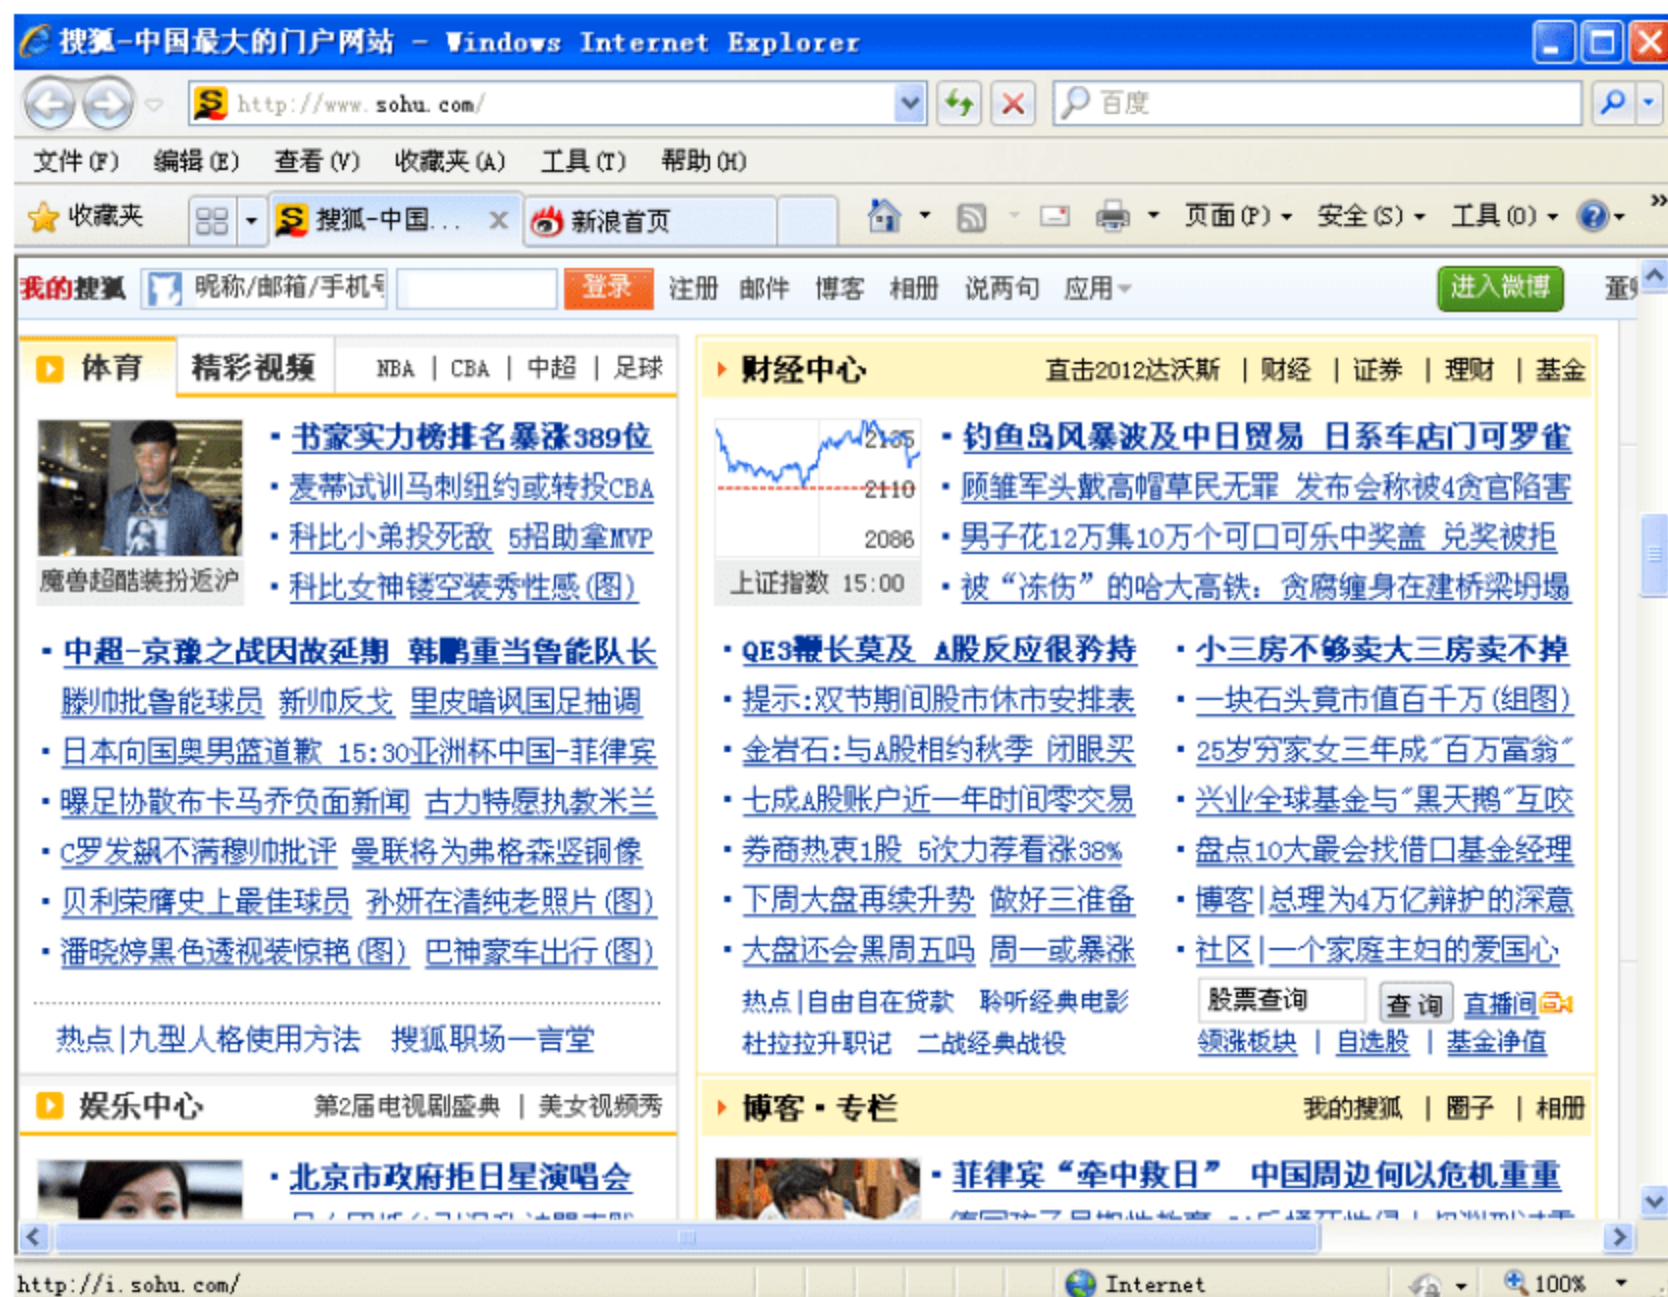 搜狐-中国最大的门户网站 - Windows Internet Explorer
http://www.sohu.com/ 百度
文件(F) 编辑(E) 查看(V) 收藏夹(A) 工具(T) 帮助(H)
收藏夹 搜狐-中国... 新浪首页 页面(P) 安全(S) 工具(O) »
我的搜狐 昵称/邮箱/手机号 登录 注册 邮件 博客 相册 说两句 应用 进入微博
体育 精彩视频 NBA | CBA | 中超 | 足球
书豪实力榜排名暴涨389位
麦蒂试训马刺纽约或转投CBA
科比小弟投死敌 5招助拿MVP
科比女神镂空装秀性感(图)
魔兽超酷装扮返沪
中超-京豫之战因故延期 韩鹏重当鲁能队长
滕帅批鲁能球员 新帅反戈 里皮暗讽国足抽调
日本向国奥男篮道歉 15:30亚洲杯中国-菲律宾
曝足协散布卡马乔负面新闻 古力特愿执教米兰
C罗发飙不满穆帅批评 曼联将为弗格森竖铜像
贝利荣膺史上最佳球员 孙妍在清纯老照片(图)
潘晓婷黑色透视装惊艳(图) 巴神豪车出行(图)
热点|九型人格使用方法 搜狐职场一言堂
娱乐中心 第2届电视剧盛典 | 美女视频秀
北京市政府拒日星演唱会
财经中心 直击2012达沃斯 | 财经 | 证券 | 理财 | 基金
2135
2110
2086
上证指数 15:00
钓鱼岛风暴波及中日贸易 日系车店门可罗雀
顾雏军头戴高帽草民无罪 发布会称被4贪官陷害
男子花12万集10万个可口可乐中奖盖 兑奖被拒
被“冻伤”的哈大高铁：贪腐缠身在建桥梁坍塌
QE3鞭长莫及 A股反应很矜持
提示:双节期间股市休市安排表
金岩石:与A股相约秋季 闭眼买
七成A股账户近一年时间零交易
券商热衷1股 5次力荐看涨38%
下周大盘再续升势 做好三准备
大盘还会黑周五吗 周一或暴涨
热点|自由自在贷款 聆听经典电影
杜拉拉升职记 二战经典战役
小三房不够卖大三房卖不掉
一块石头竟市值百千万(组图)
25岁穷家女三年成"百万富翁"
兴业全球基金与"黑天鹅"互咬
盘点10大最会找借口基金经理
博客|总理为4万亿辩护的深意
社区|一个家庭主妇的爱国心
股票查询 查询 直播间
领涨板块 | 自选股 | 基金净值
博客·专栏 我的搜狐 | 圈子 | 相册
菲律宾“牵中救日” 中国周边何以危机重重
http://i.sohu.com/ Internet 100%